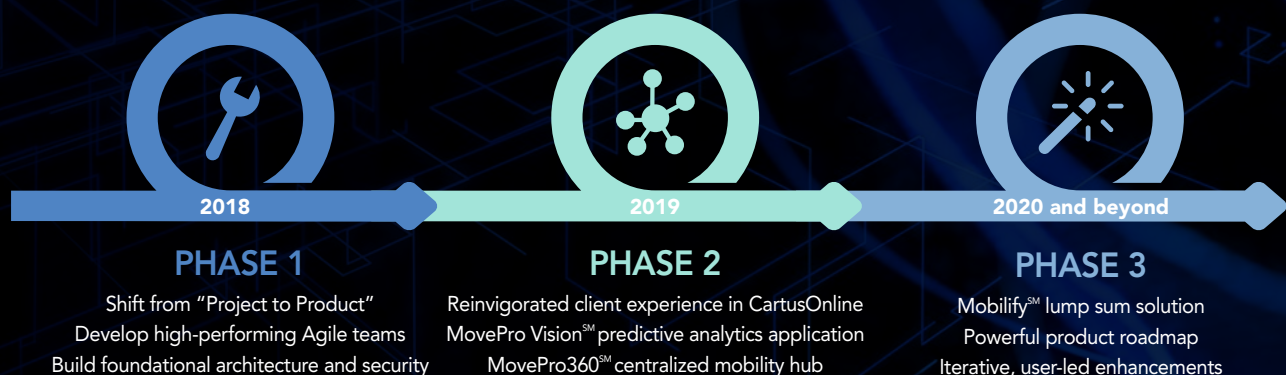 2018
2019
2020 and beyond
PHASE 1
Shift from “Project to Product”
Develop high-performing Agile teams
Build foundational architecture and security
PHASE 2
Reinvigorated client experience in CartusOnline
MovePro Vision℠ predictive analytics application
MovePro360℠ centralized mobility hub
PHASE 3
Mobilify℠ lump sum solution
Powerful product roadmap
Iterative, user-led enhancements